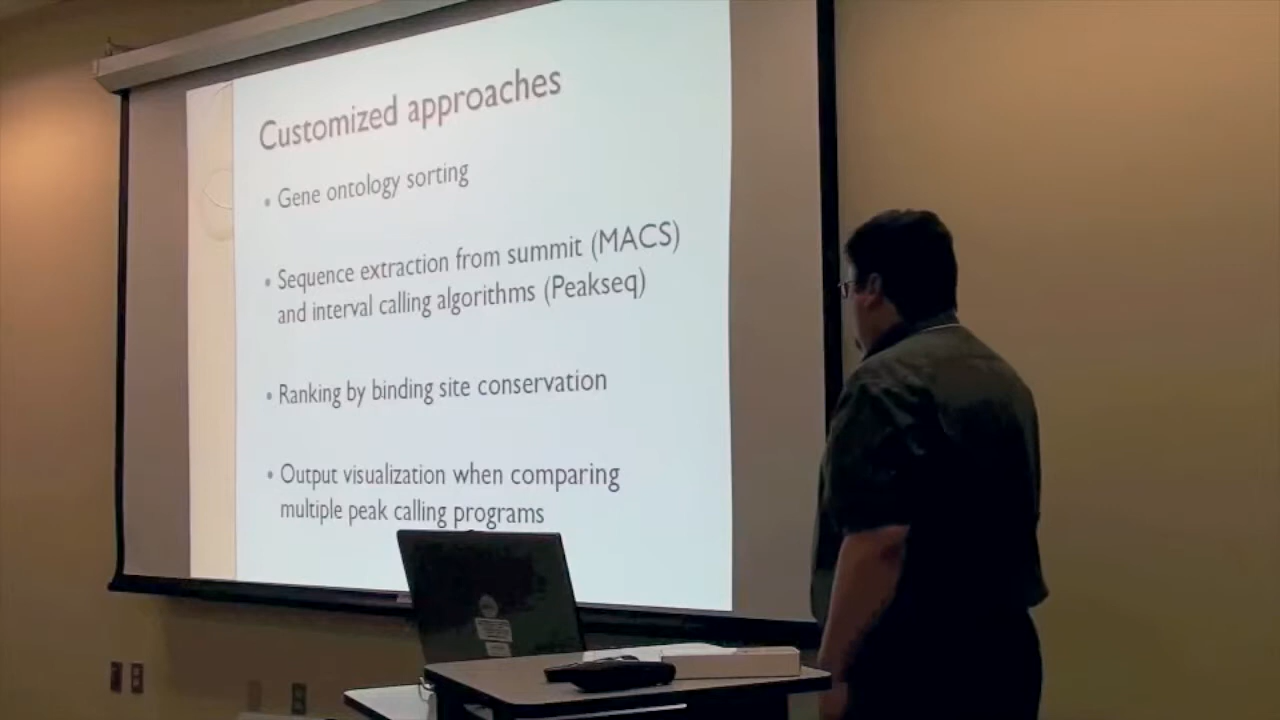 Customized approaches
• Gene ontology sorting
• Sequence extraction from summit (MACS)
and interval calling algorithms (Peakseq)
• Ranking by binding site conservation
• Output visualization when comparing
multiple peak calling programs